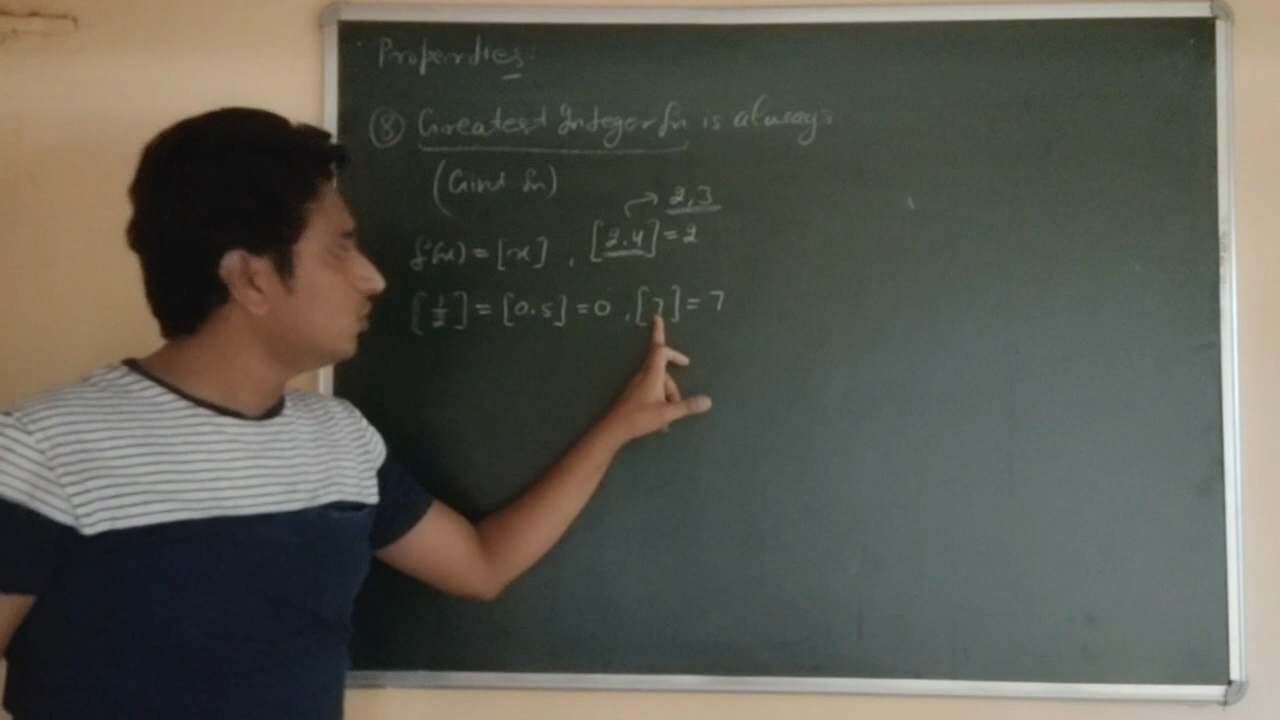 Properties:
⑧ Greatest Integer fn is always
(Gint fn)
2,3
f(x) = [x] , [2.4] = 2
[1/2] = [0.5] = 0 , [7] = 7